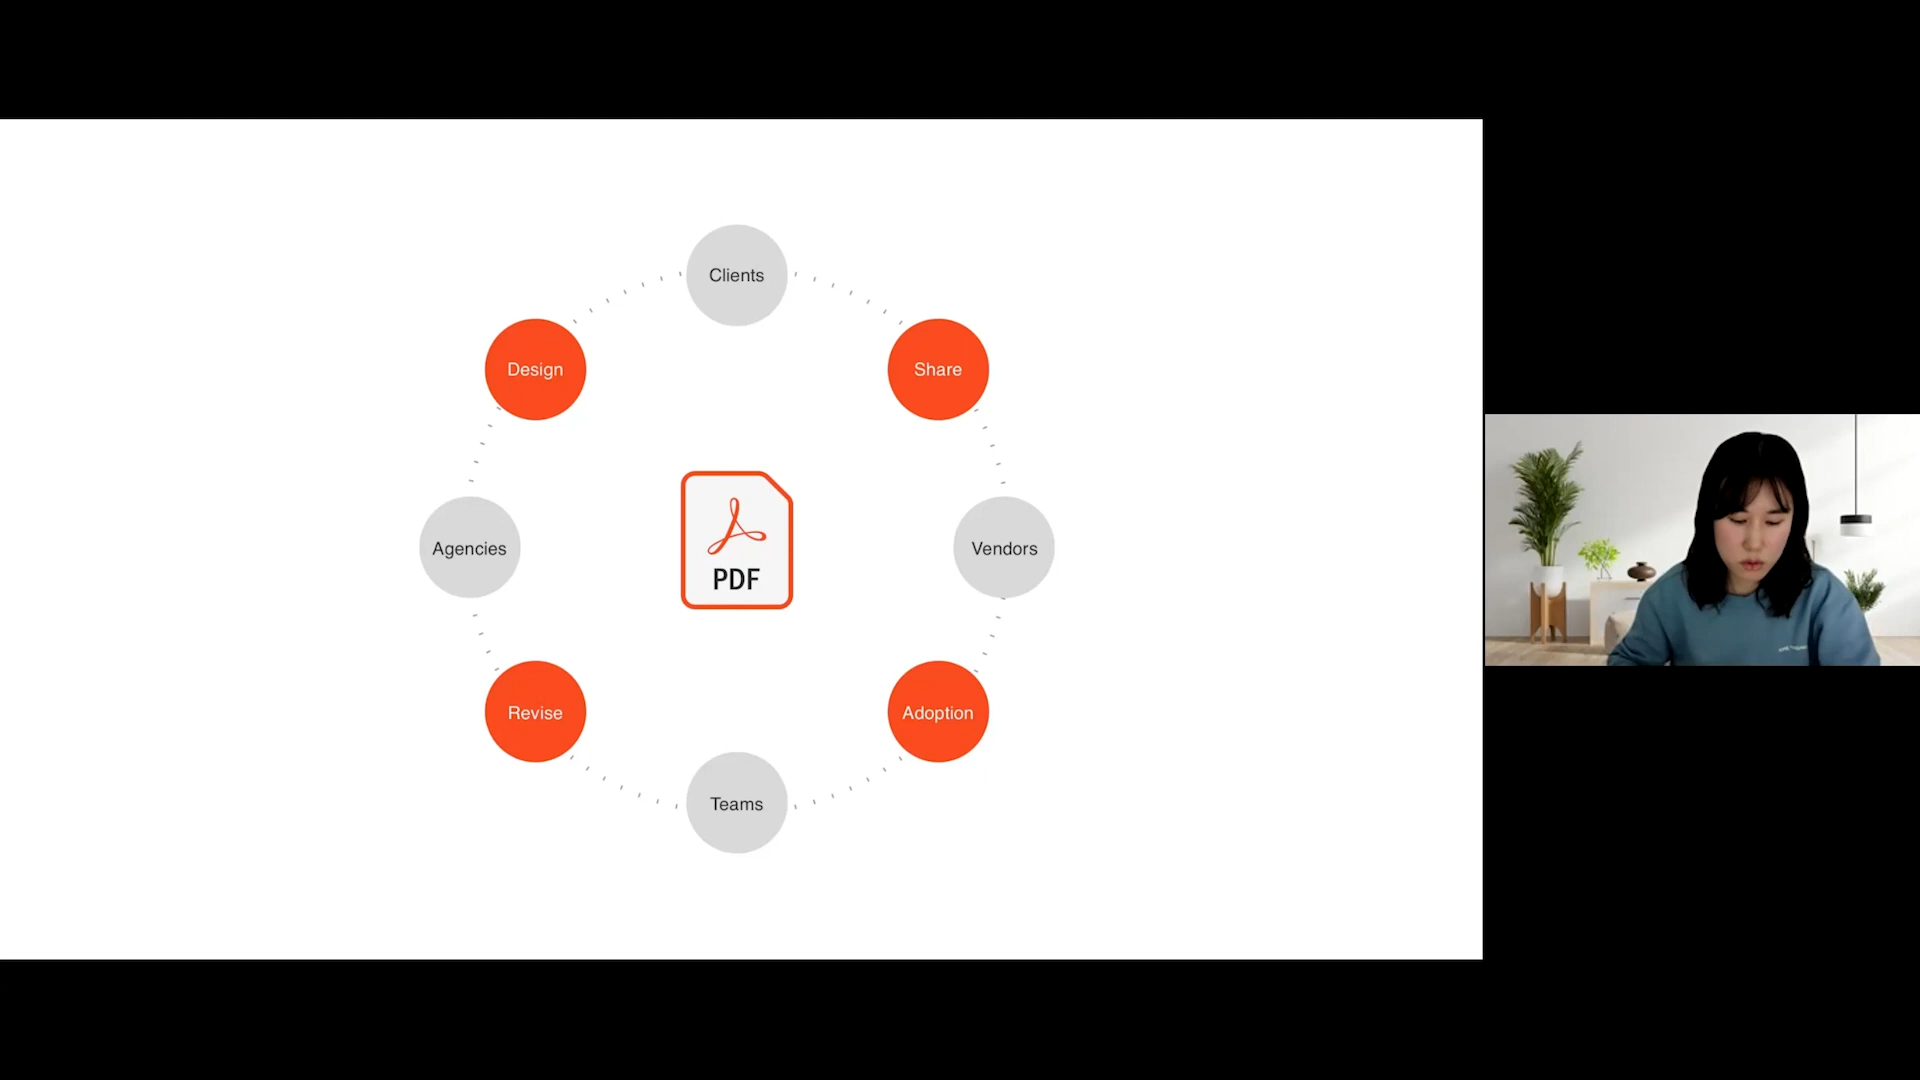 Clients
Design
Share
Agencies
PDF
Vendors
Revise
Adoption
Teams